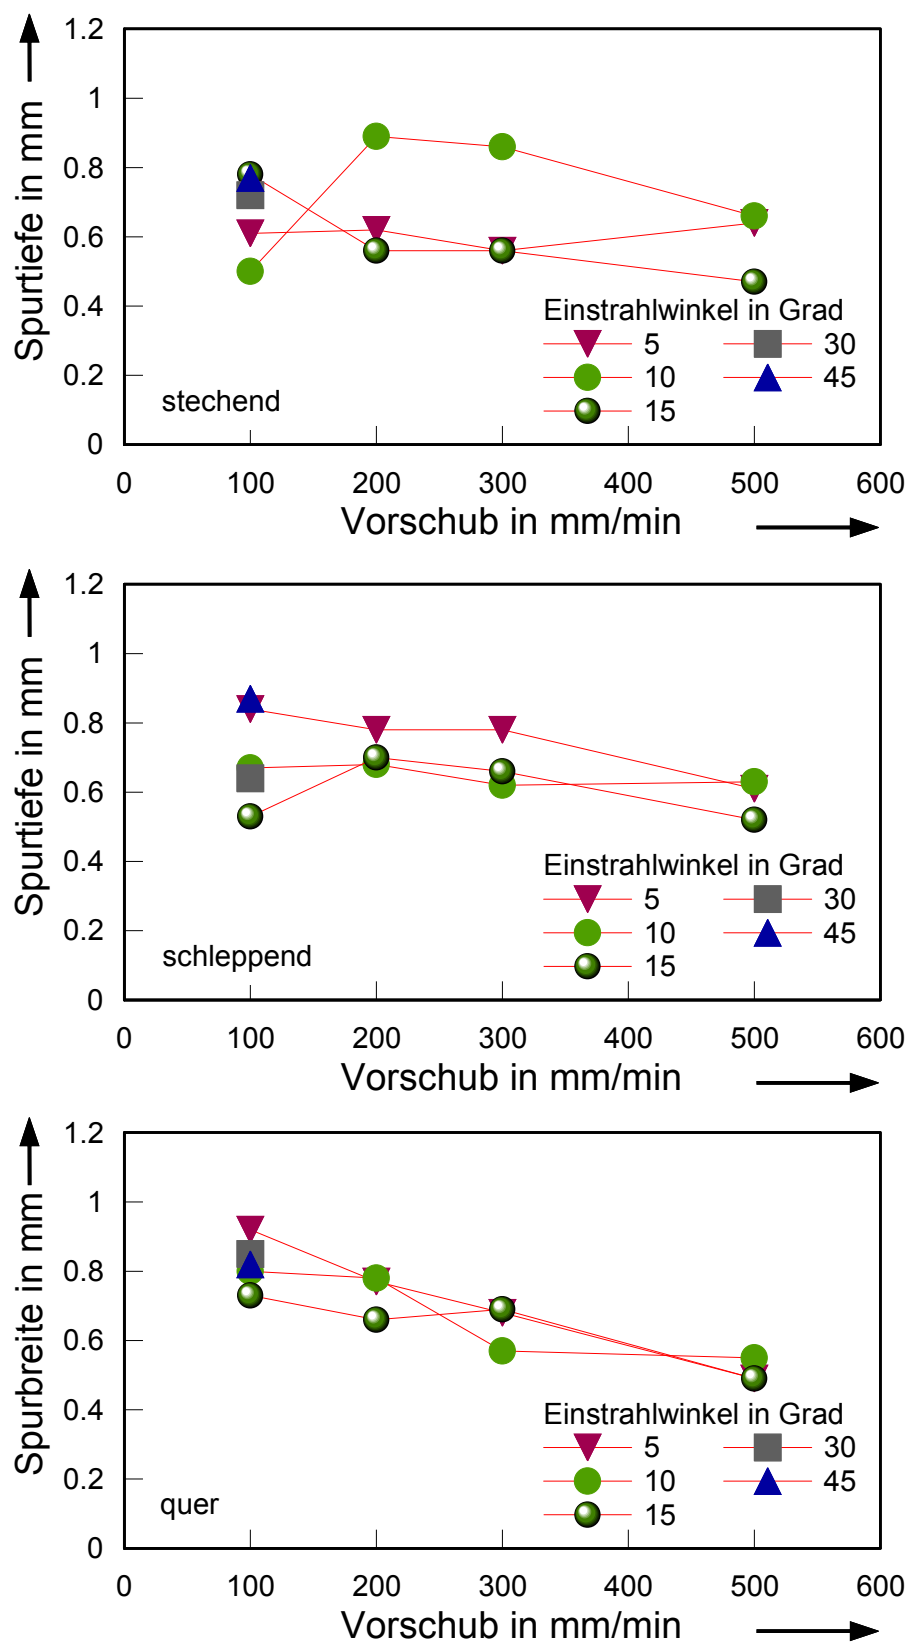 1.2
1
0.8
0.6
0.4
0.2
0
Spurtiefe in mm
Einstrahlwinkel in Grad
5 30
10 45
15
stechend
0 100 200 300 400 500 600
Vorschub in mm/min
1.2
1
0.8
0.6
0.4
0.2
0
Spurtiefe in mm
Einstrahlwinkel in Grad
5 30
10 45
15
schleppend
0 100 200 300 400 500 600
Vorschub in mm/min
1.2
1
0.8
0.6
0.4
0.2
0
Spurbreite in mm
Einstrahlwinkel in Grad
5 30
10 45
15
quer
0 100 200 300 400 500 600
Vorschub in mm/min